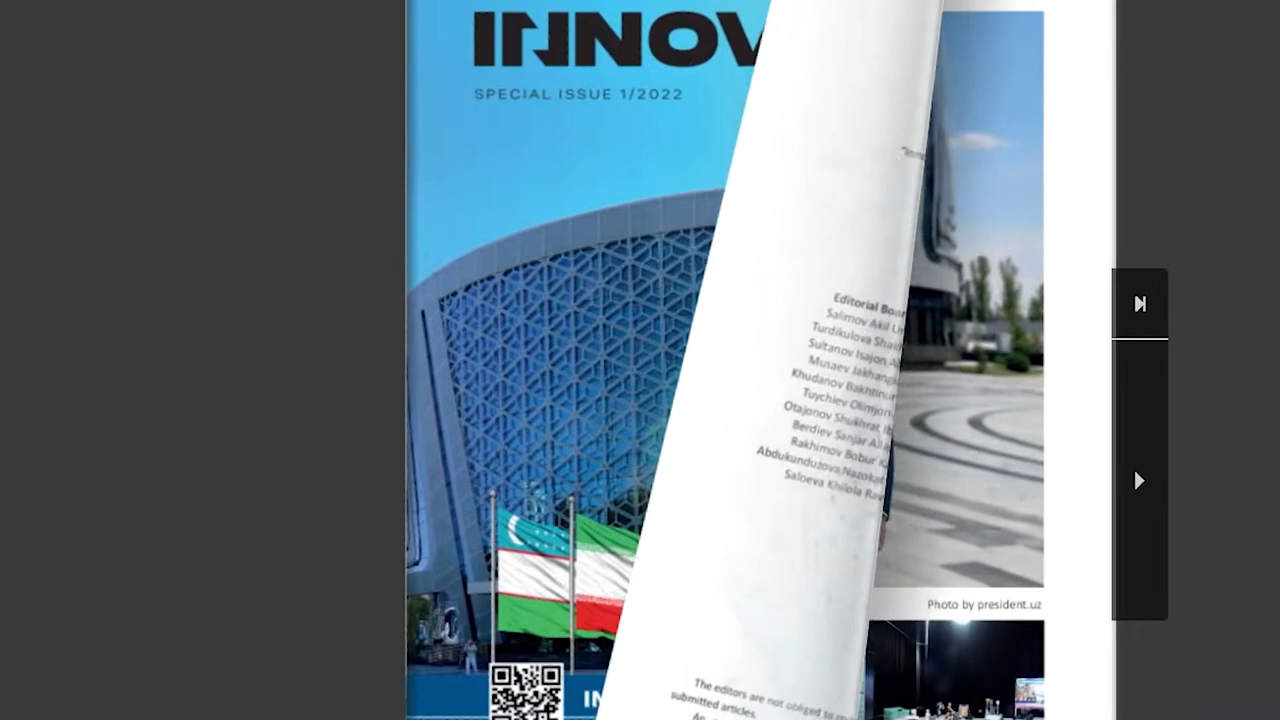 INNOV
SPECIAL ISSUE 1/2022
Editorial Boar
Salimov Akil
Turdikulova
Sultanov Isajon
Musaev Jakhang
Khudanov
Tuychiev Olimjon
Otajonov Shukhrat
Berdiev Sanjar
Rakhimov Bobur
Abdukunduzova Nazokat
Saloeva Khilola
Photo by president.uz
The editors are not obliged to
submitted articles.